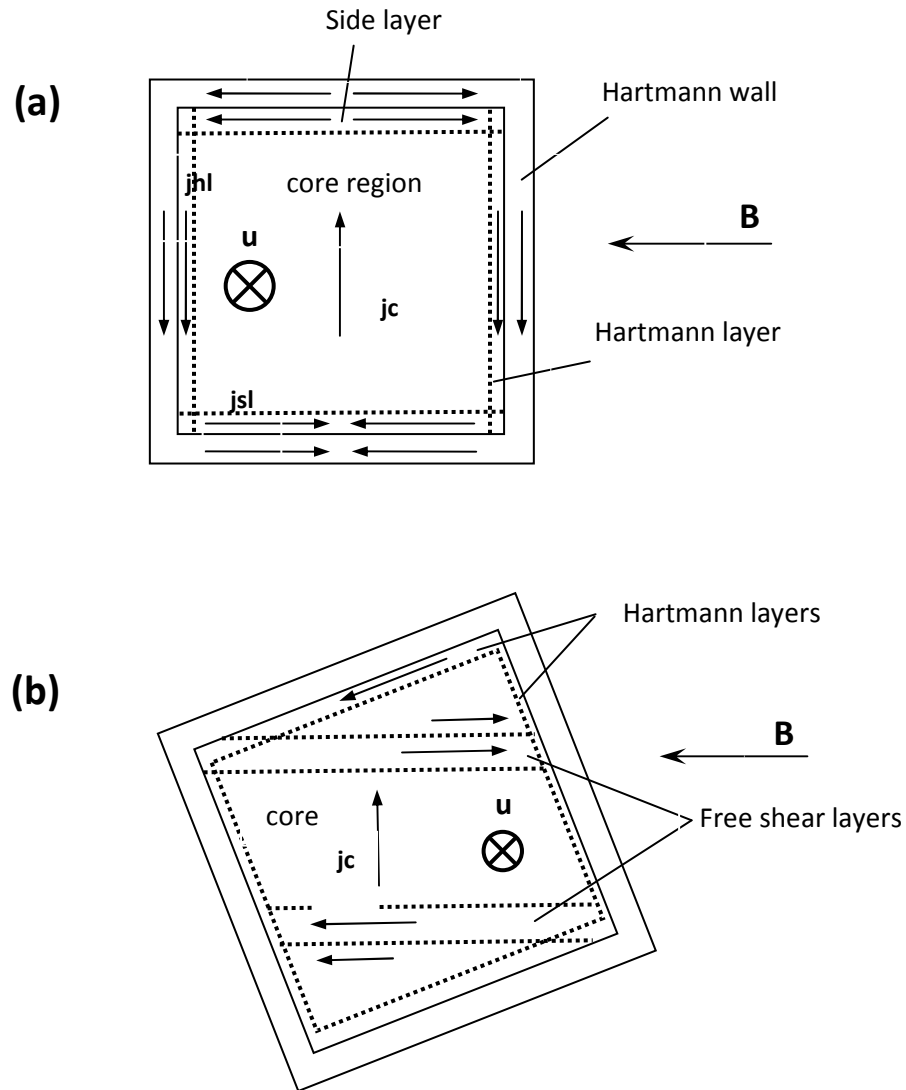 Side layer
(a)
Hartmann wall
jhl
core region
B
u
jc
Hartmann layer
jsl
Hartmann layers
(b)
B
core
u
Free shear layers
jc